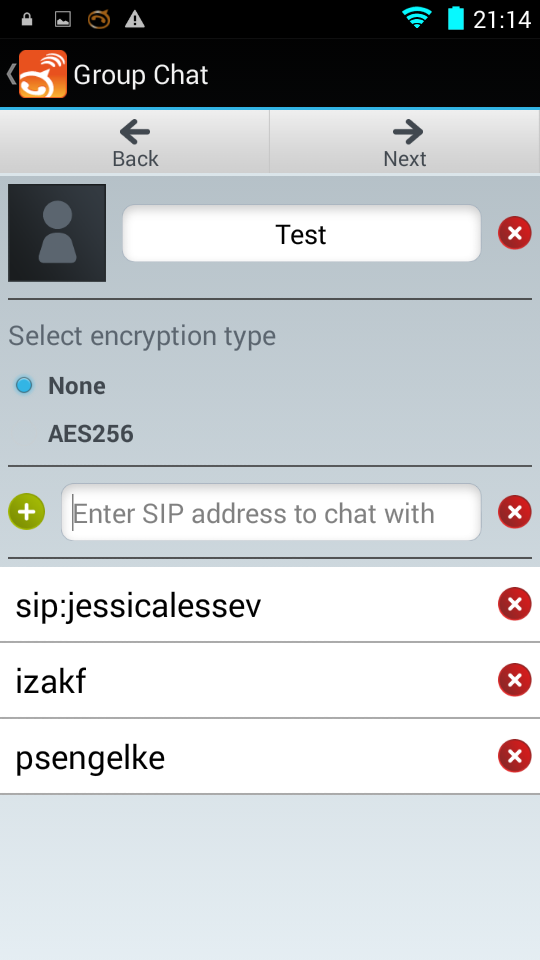 21:14
Group Chat
Back
Next
Test
Select encryption type
None
AES256
Enter SIP address to chat with
sip:jessicalessev
izakf
psengelke